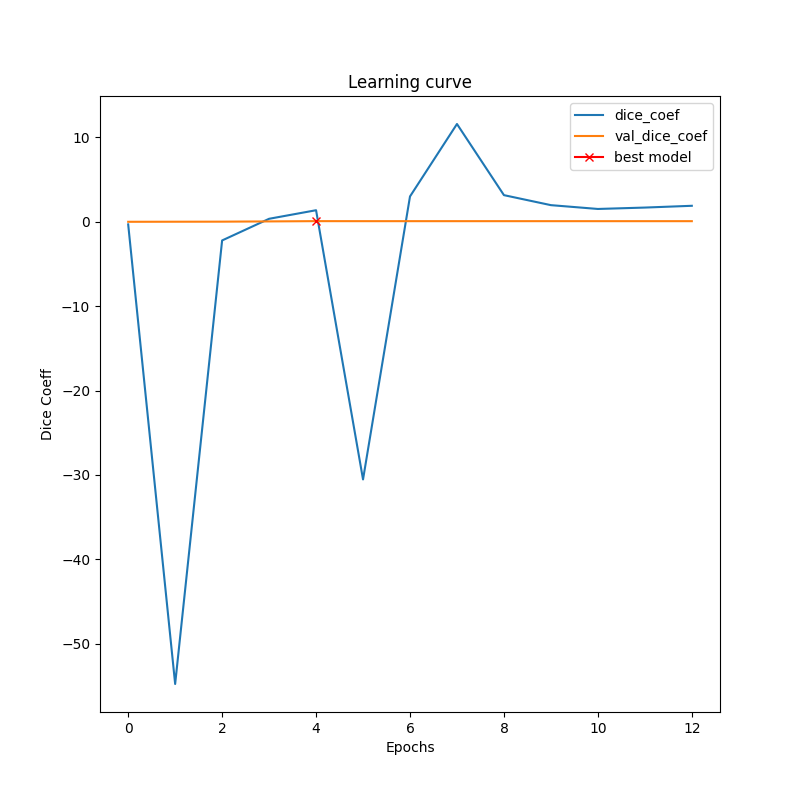 Learning curve
dice_coef
val_dice_coef
best model
10
0
−10
−20
−30
−40
−50
Dice Coeff
0 2 4 6 8 10 12
Epochs